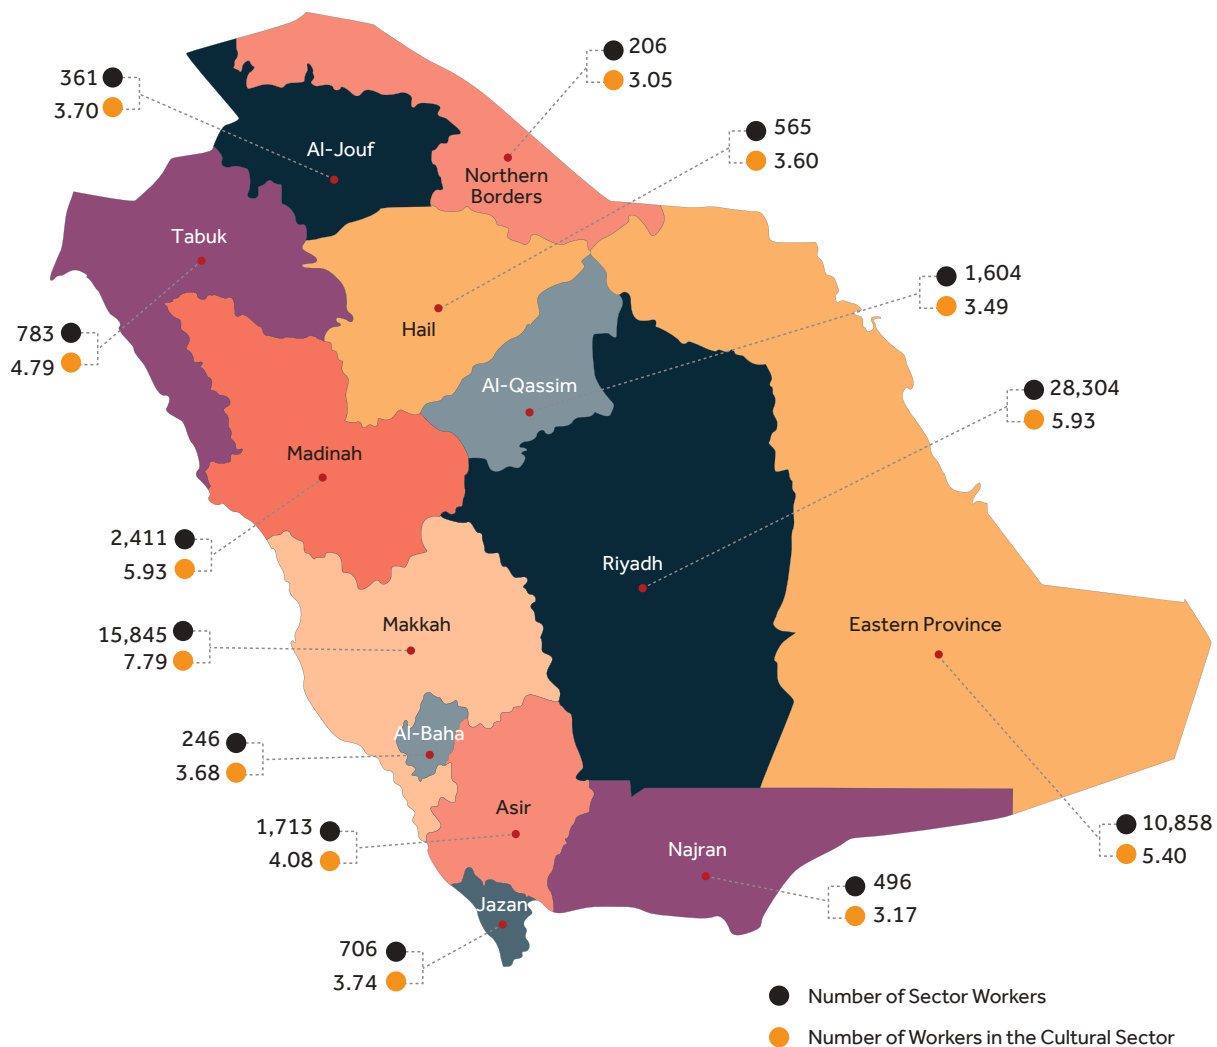 206
3.05
361
3.70
565
3.60
Al-Jouf
Northern
Borders
Tabuk
1,604
3.49
783
4.79
Hail
Al-Qassim
28,304
5.93
Madinah
2,411
5.93
Riyadh
15,845
7.79
Makkah
Eastern Province
246
3.68
Al-Baha
1,713
4.08
Asir
10,858
5.40
Najran
496
3.17
Jazan
706
3.74
Number of Sector Workers
Number of Workers in the Cultural Sector